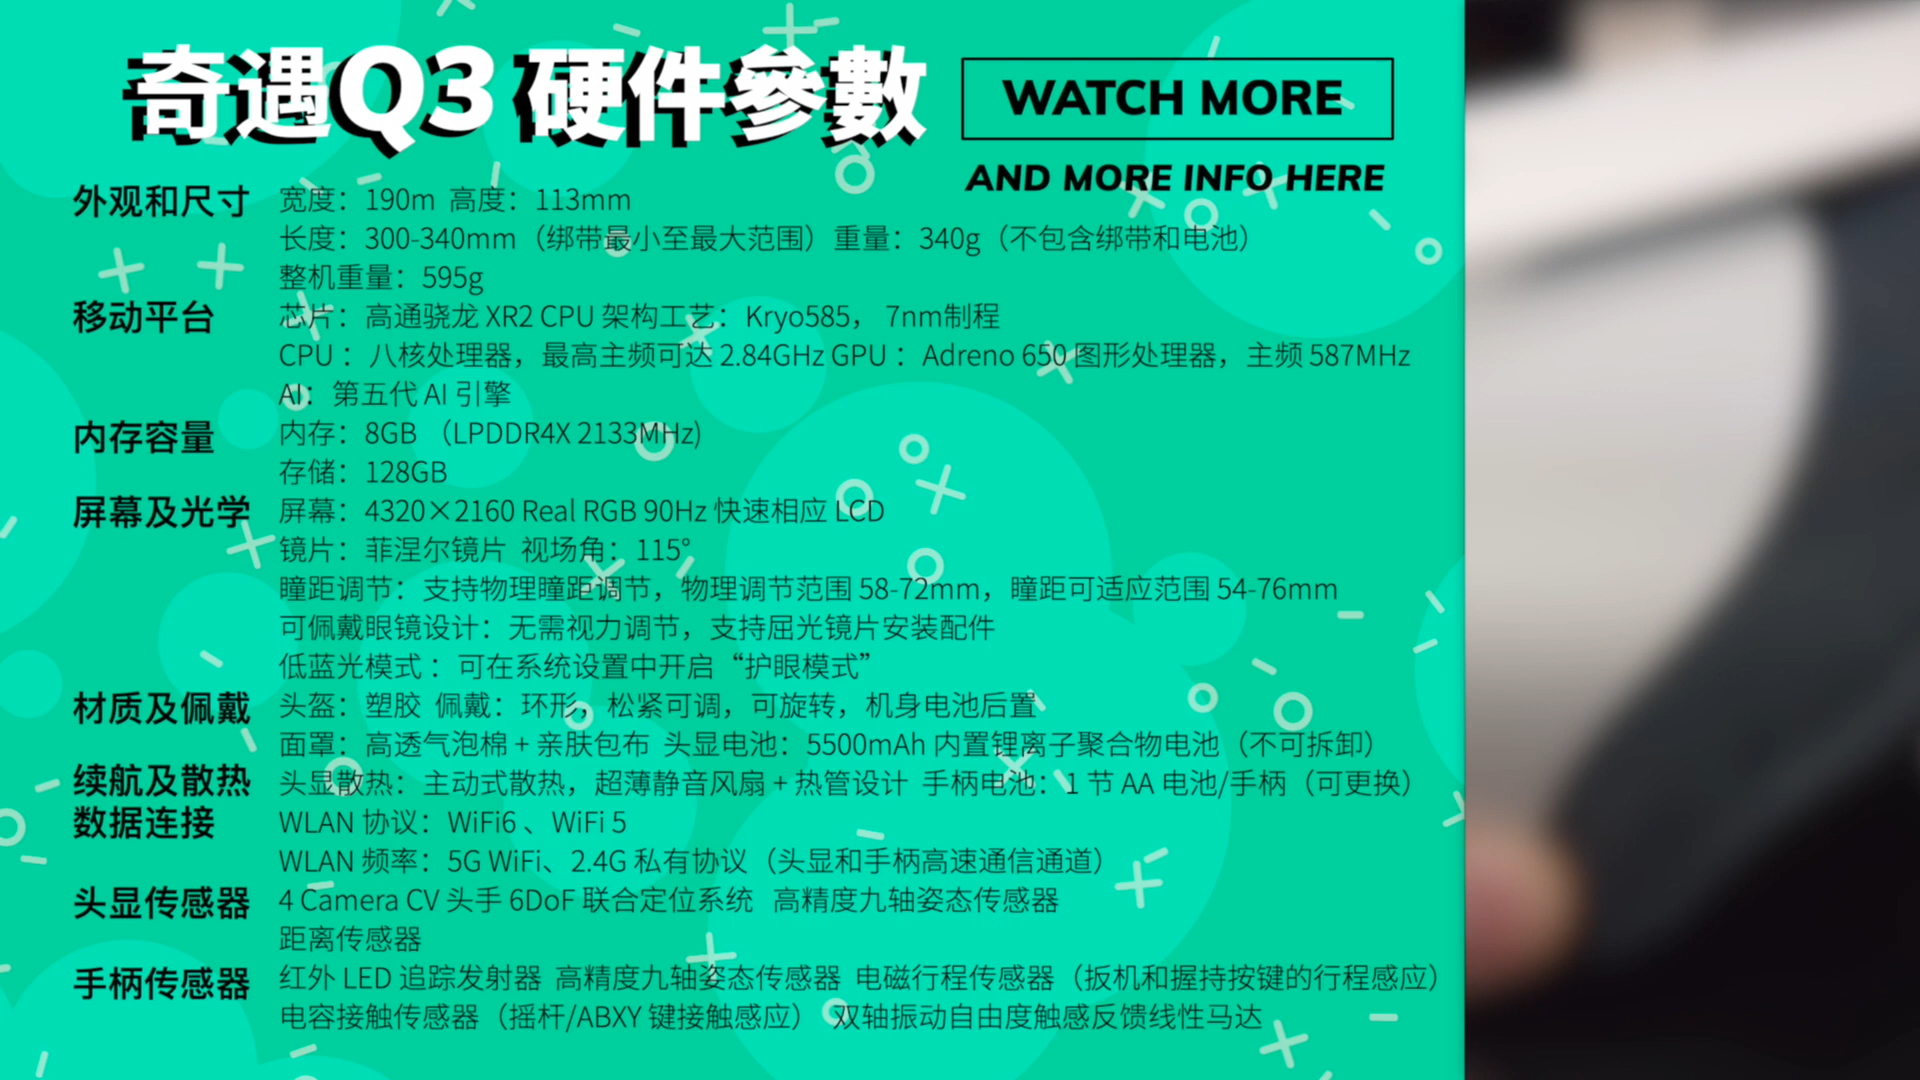 奇遇Q3 硬件參數
WATCH MORE
AND MORE INFO HERE
外观和尺寸 宽度：190m 高度：113mm
长度：300-340mm（绑带最小至最大范围）重量：340g（不包含绑带和电池）
整机重量：595g
移动平台 芯片：高通骁龙 XR2 CPU 架构工艺：Kryo585， 7nm制程
CPU ：八核处理器，最高主频可达 2.84GHz GPU ：Adreno 650 图形处理器，主频 587MHz
AI：第五代 AI 引擎
内存容量 内存：8GB （LPDDR4X 2133MHz)
存储：128GB
屏幕及光学 屏幕：4320×2160 Real RGB 90Hz 快速相应 LCD
镜片：菲涅尔镜片 视场角：115°
瞳距调节：支持物理瞳距调节，物理调节范围 58-72mm，瞳距可适应范围 54-76mm
可佩戴眼镜设计：无需视力调节，支持屈光镜片安装配件
低蓝光模式 ：可在系统设置中开启“护眼模式”
材质及佩戴 头盔：塑胶 佩戴：环形，松紧可调，可旋转，机身电池后置
面罩：高透气泡棉 + 亲肤包布 头显电池：5500mAh 内置锂离子聚合物电池（不可拆卸）
续航及散热 头显散热：主动式散热，超薄静音风扇 + 热管设计 手柄电池：1 节 AA 电池/手柄（可更换）
数据连接 WLAN 协议：WiFi6 、WiFi 5
WLAN 频率：5G WiFi、2.4G 私有协议（头显和手柄高速通信通道）
头显传感器 4 Camera CV 头手 6DoF 联合定位系统 高精度九轴姿态传感器
距离传感器
手柄传感器 红外 LED 追踪发射器 高精度九轴姿态传感器 电磁行程传感器（扳机和握持按键的行程感应）
电容接触传感器（摇杆/ABXY 键接触感应） 双轴振动自由度触感反馈线性马达